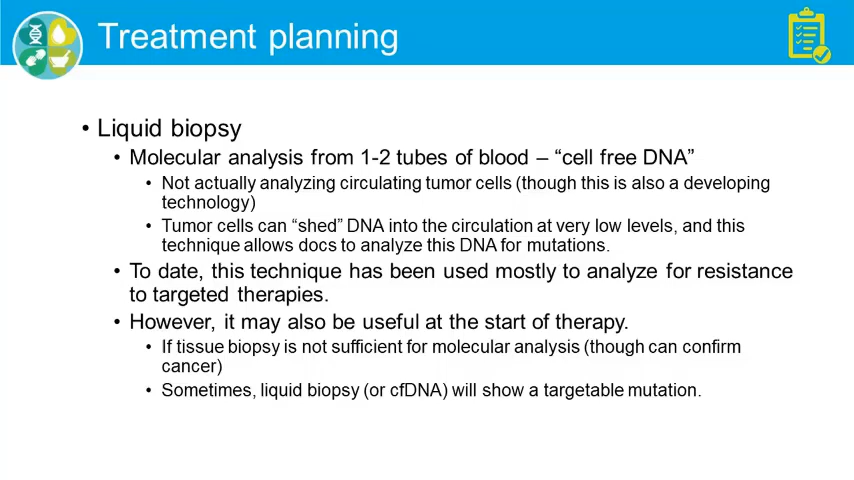 Treatment planning
• Liquid biopsy
• Molecular analysis from 1-2 tubes of blood – “cell free DNA”
• Not actually analyzing circulating tumor cells (though this is also a developing
technology)
• Tumor cells can “shed” DNA into the circulation at very low levels, and this
technique allows docs to analyze this DNA for mutations.
• To date, this technique has been used mostly to analyze for resistance
to targeted therapies.
• However, it may also be useful at the start of therapy.
• If tissue biopsy is not sufficient for molecular analysis (though can confirm
cancer)
• Sometimes, liquid biopsy (or cfDNA) will show a targetable mutation.